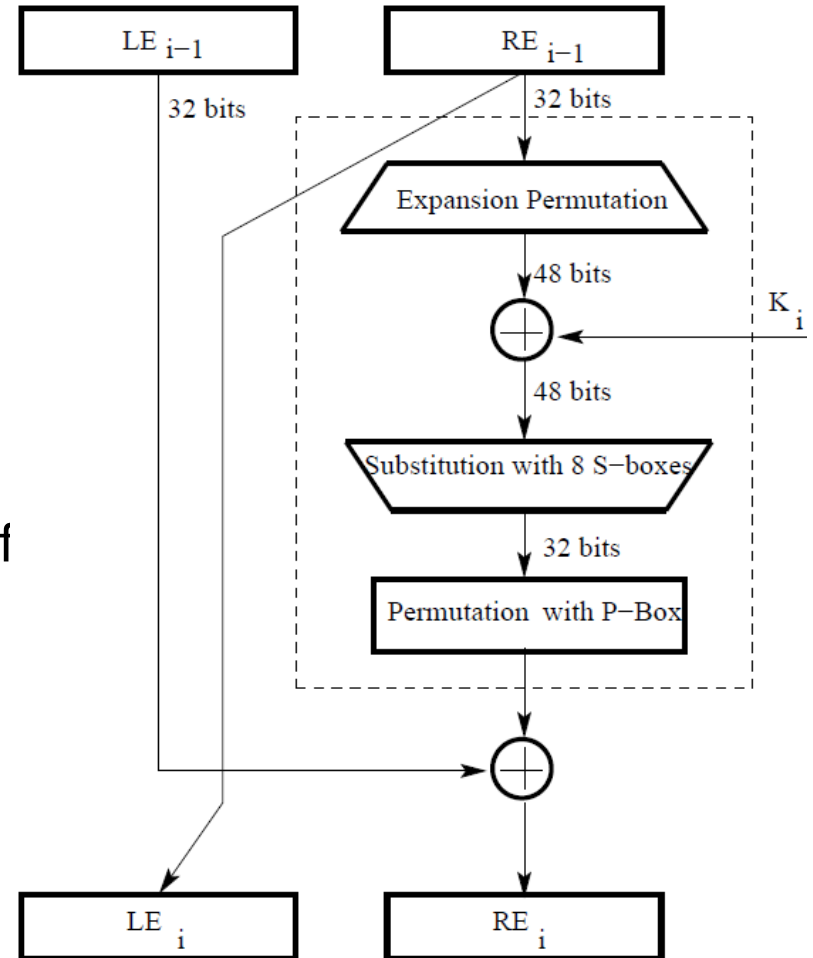 LE i−1
RE i−1
32 bits
32 bits
Expansion Permutation
48 bits
K i
48 bits
Substitution with 8 S−boxes
f
32 bits
Permutation with P−Box
LE i
RE i